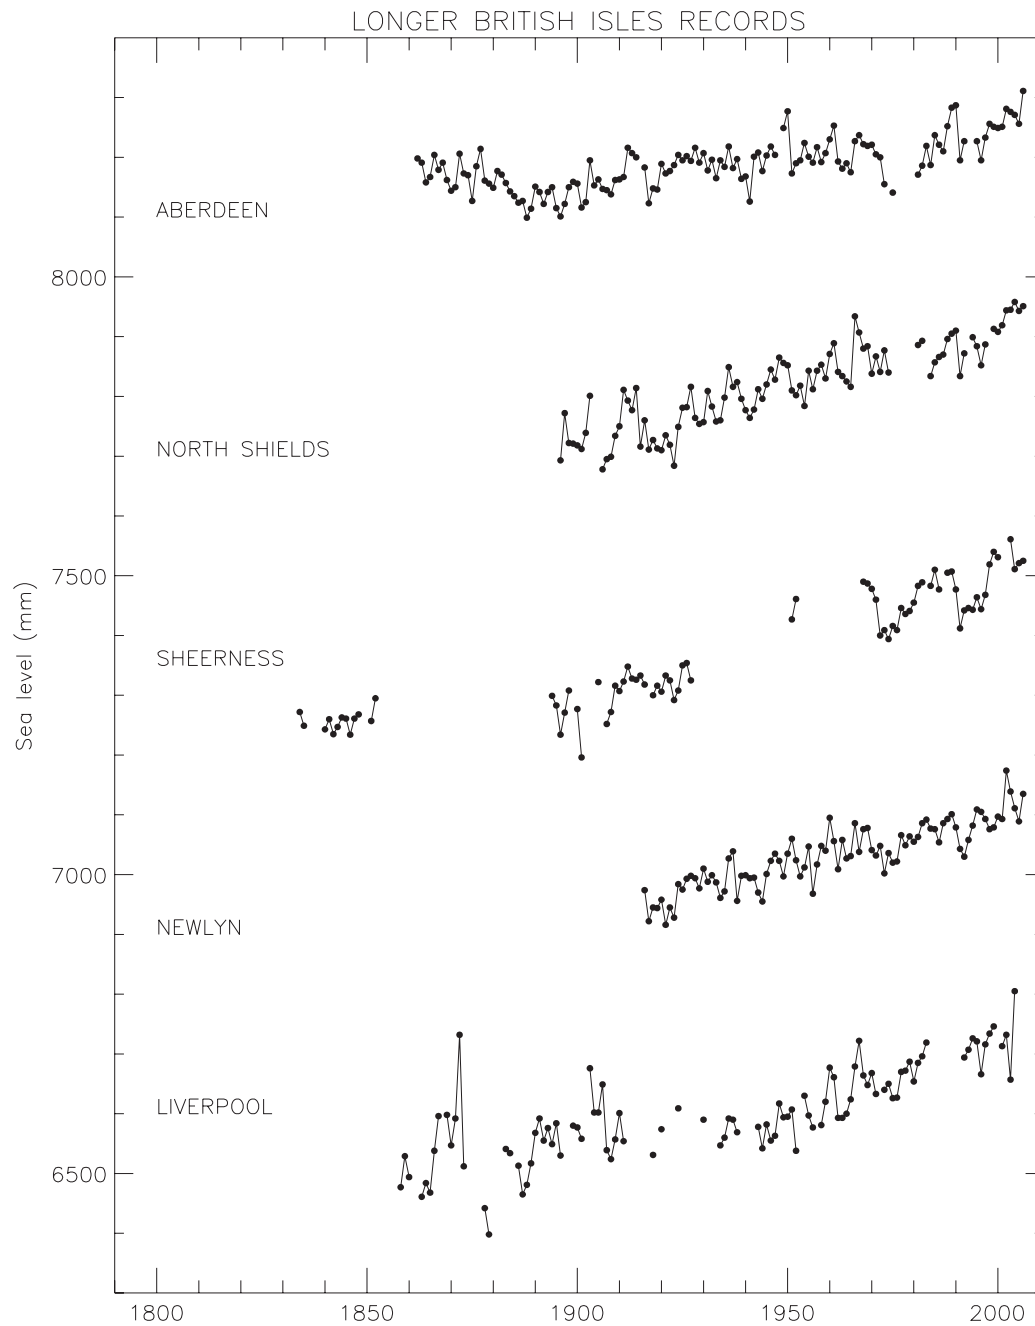 LONGER BRITISH ISLES RECORDS
ABERDEEN
8000
NORTH SHIELDS
7500
Sea level (mm)
SHEERNESS
7000
NEWLYN
LIVERPOOL
6500
1800 1850 1900 1950 2000